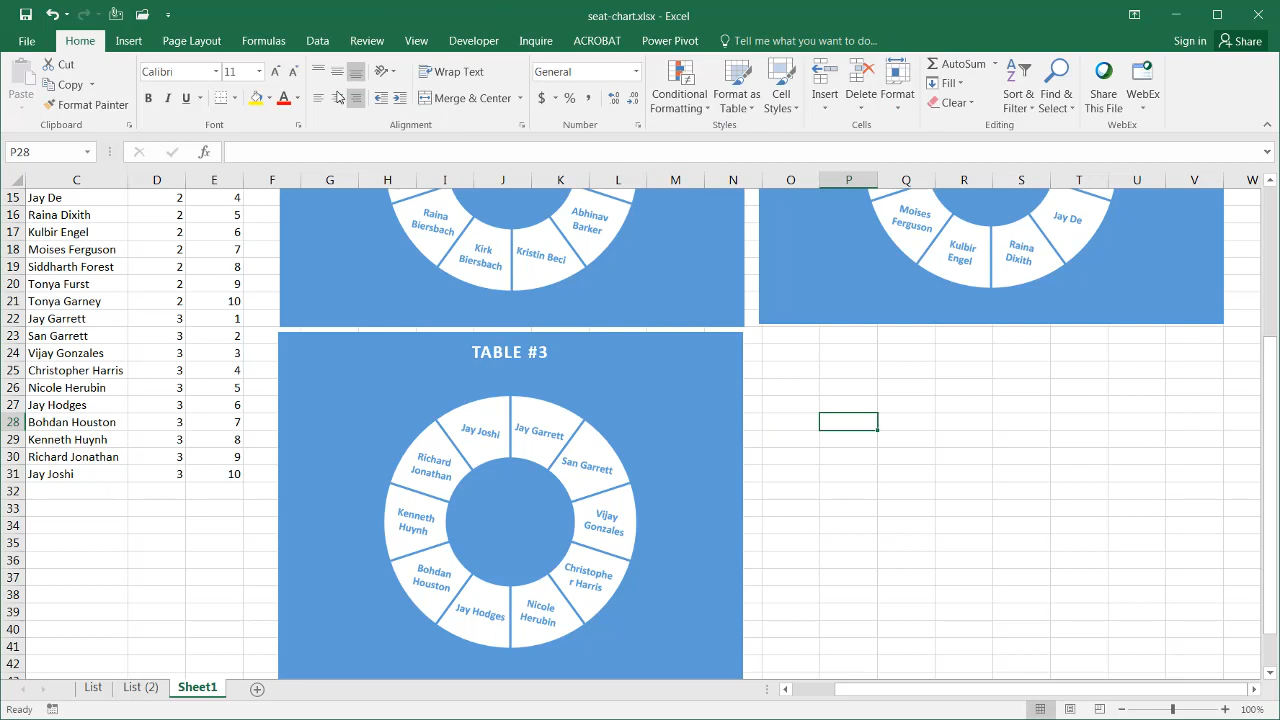 seat-chart.xlsx - Excel
File Home Insert Page Layout Formulas Data Review View Developer Inquire ACROBAT Power Pivot Tell me what you want to do... Sign in Share
Paste
Cut
Copy
Format Painter
Clipboard
Calibri 11
B I U
Font
Wrap Text
Merge & Center
Alignment
General
$ % ,
Number
Conditional Formatting
Format as Table
Cell Styles
Styles
Insert Delete Format
Cells
AutoSum
Fill
Clear
Sort & Filter
Find & Select
Editing
Share This File
WebEx
WebEx
P28 fx
C D E F G H I J K L M N O P Q R S T U V W
15 Jay De 2 4
16 Raina Dixith 2 5
17 Kulbir Engel 2 6
18 Moises Ferguson 2 7
19 Siddharth Forest 2 8
20 Tonya Furst 2 9
21 Tonya Garney 2 10
22 Jay Garrett 3 1
23 San Garrett 3 2
24 Vijay Gonzales 3 3
25 Christopher Harris 3 4
26 Nicole Herubin 3 5
27 Jay Hodges 3 6
28 Bohdan Houston 3 7
29 Kenneth Huynh 3 8
30 Richard Jonathan 3 9
31 Jay Joshi 3 10
32
33
34
35
36
37
38
39
40
41
42
Raina
Biersbach
Kirk
Biersbach
Kristin Beci
Abhinav
Barker
Moises
Ferguson
Kulbir
Engel
Raina
Dixith
Jay De
TABLE #3
Jay Joshi
Jay Garrett
Richard
Jonathan
San Garrett
Kenneth
Huynh
Vijay
Gonzales
Bohdan
Houston
Christophe
r Harris
Jay Hodges
Nicole
Herubin
List List (2) Sheet1
Ready 100%